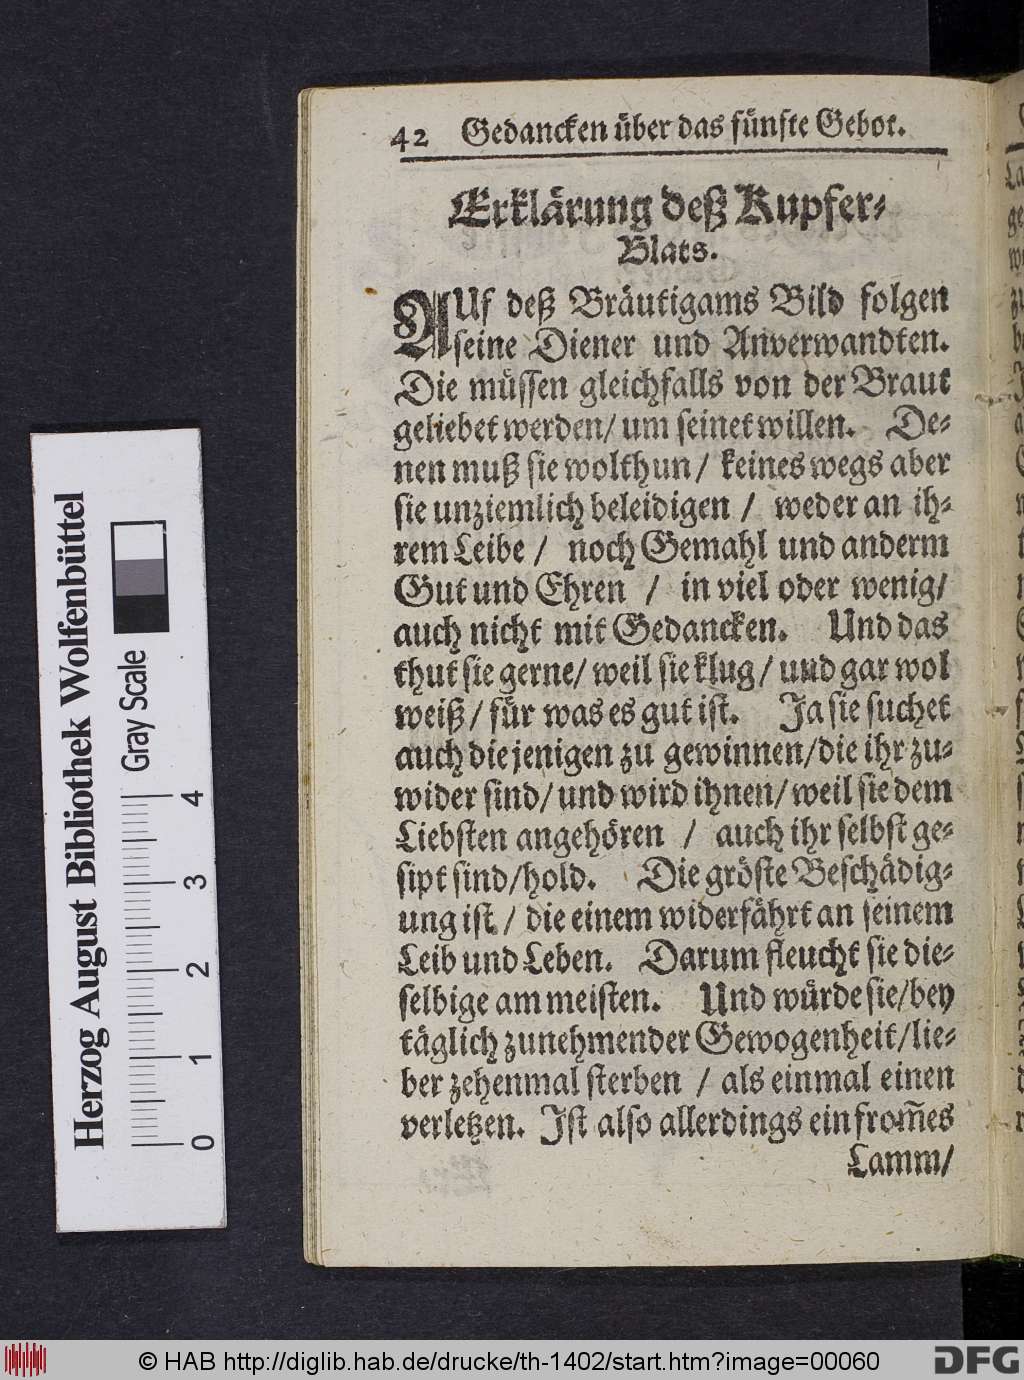 42 Gedancken über das fünfte Gebot.
Erklärung deß Kupfer-
Blats.
AUf deß Bräutigams Bild folgen
seine Diener und Anverwandten.
Die müssen gleichfalls von der Braut
geliebet werden/ um seinet willen. De-
nen muß sie wolthun/ keines wegs aber
sie unziemlich beleidigen / weder an ih-
rem Leibe / noch Gemahl und anderm
Gut und Ehren / in viel oder wenig/
auch nicht mit Gedancken. Und das
thut sie gerne/ weil sie klug/ und gar wol
weiß/ für was es gut ist. Ja sie suchet
auch die jenigen zu gewinnen/die ihr zu-
wider sind/ und wird ihnen/ weil sie dem
Liebsten angehören / auch ihr selbst ge-
sipt sind/hold. Die gröste Beschädig-
ung ist / die einem widerfährt an seinem
Leib und Leben. Darum fleucht sie die-
selbige am meisten. Und würde sie/bey
täglich zunehmender Gewogenheit/lie-
ber zehenmal sterben / als einmal einen
verletzen. Ist also allerdings ein from̃es
Lamm/
Herzog August Bibliothek Wolfenbüttel
Gray Scale
0 1 2 3 4
© HAB http://diglib.hab.de/drucke/th-1402/start.htm?image=00060
DFG